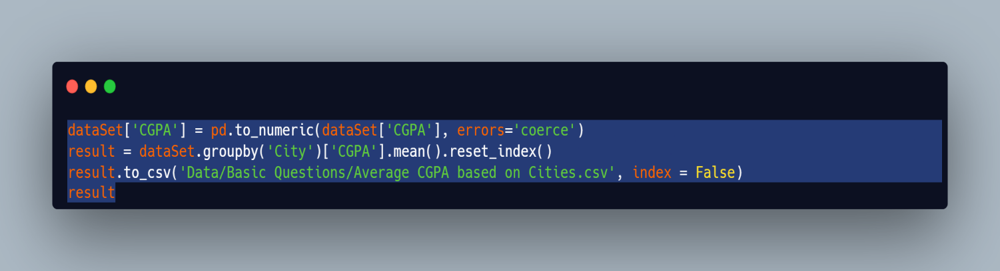 dataSet['CGPA'] = pd.to_numeric(dataSet['CGPA'], errors='coerce')
result = dataSet.groupby('City')['CGPA'].mean().reset_index()
result.to_csv('Data/Basic Questions/Average CGPA based on Cities.csv', index = False)
result